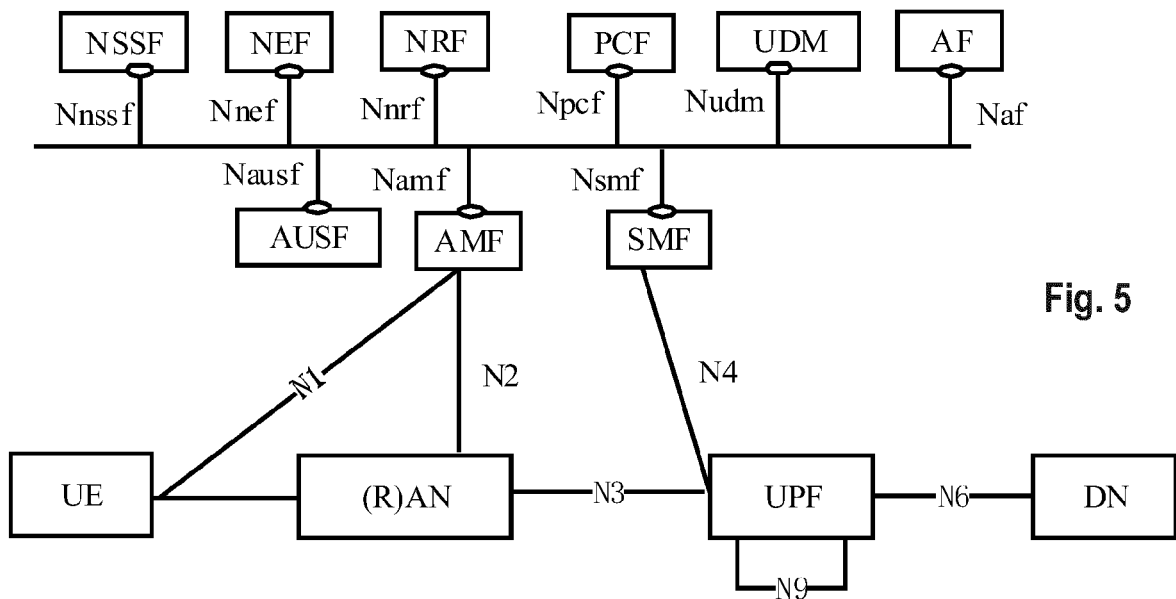 NSSF NEF NRF PCF UDM AF
Nnssf Nnef Nnrf Npcf Nudm Naf
Nausf Namf Nsmf
AUSF AMF SMF
Fig. 5
N1 N2 N4
UE (R)AN N3 UPF N6 DN
N9